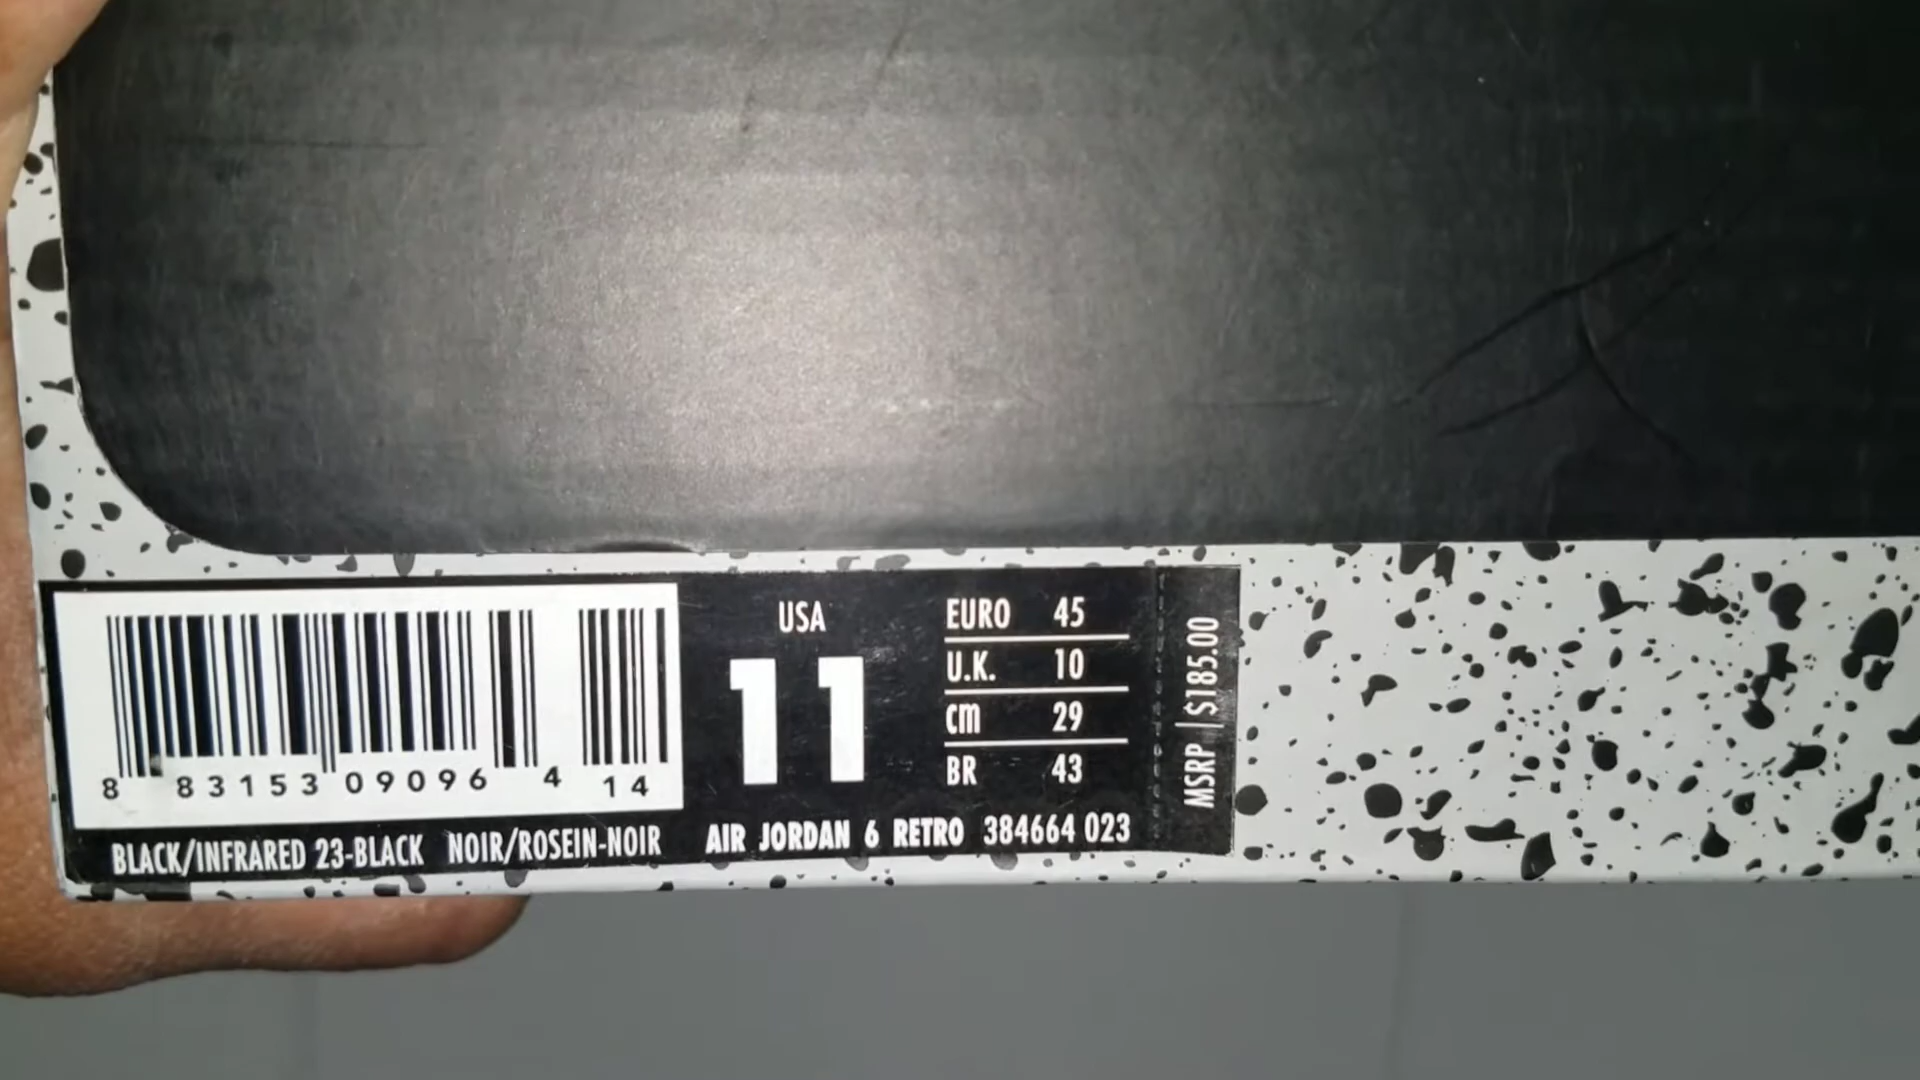 8 83153 09096 4 14
USA
11
EURO 45
U.K. 10
cm 29
BR 43
MSRP | $185.00
BLACK/INFRARED 23-BLACK NOIR/ROSEIN-NOIR
AIR JORDAN 6 RETRO 384664 023